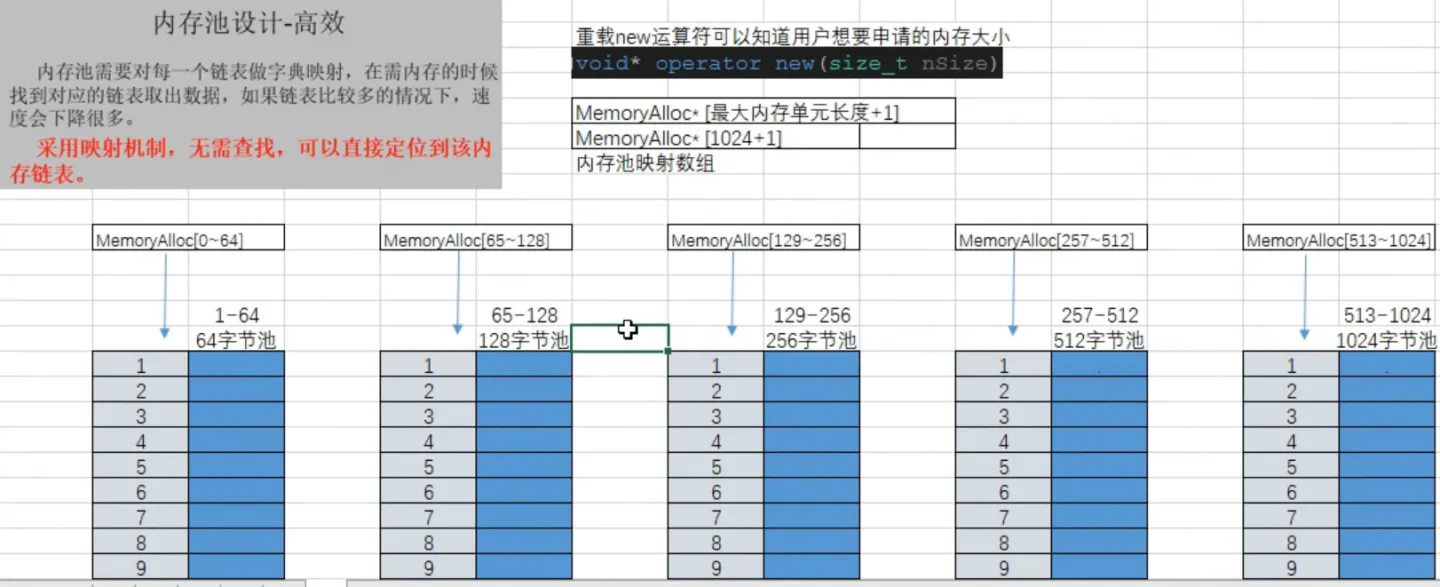 内存池设计-高效
内存池需要对每一个链表做字典映射，在需内存的时候
找到对应的链表取出数据，如果链表比较多的情况下，速
度会下降很多。
采用映射机制，无需查找，可以直接定位到该内
存链表。
重载new运算符可以知道用户想要申请的内存大小
void* operator new(size_t nSize)
MemoryAlloc* [最大内存单元长度+1]
MemoryAlloc* [1024+1]
内存池映射数组
MemoryAlloc[0~64] MemoryAlloc[65~128] MemoryAlloc[129~256] MemoryAlloc[257~512] MemoryAlloc[513~1024]
1-64 65-128 129-256 257-512 513-1024
64字节池 128字节池 256字节池 512字节池 1024字节池
1 1 1 1 1
2 2 2 2 2
3 3 3 3 3
4 4 4 4 4
5 5 5 5 5
6 6 6 6 6
7 7 7 7 7
8 8 8 8 8
9 9 9 9 9